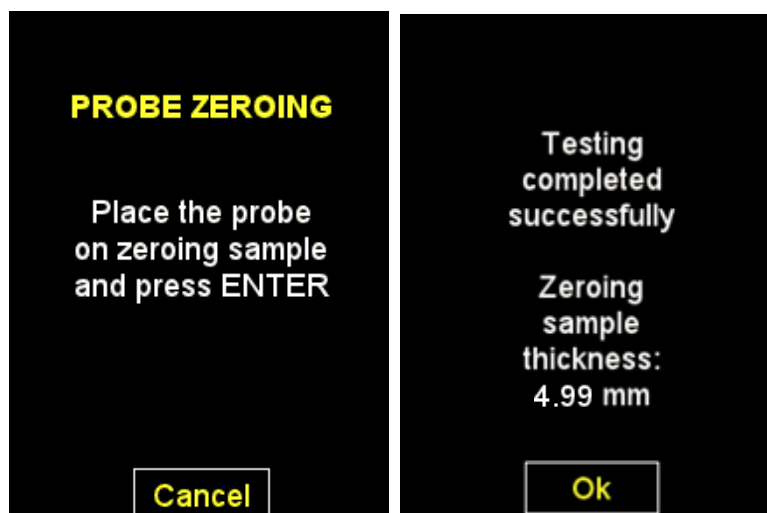 PROBE ZEROING
Place the probe
on zeroing sample
and press ENTER
Cancel
Testing
completed
successfully
Zeroing
sample
thickness:
4.99 mm
Ok